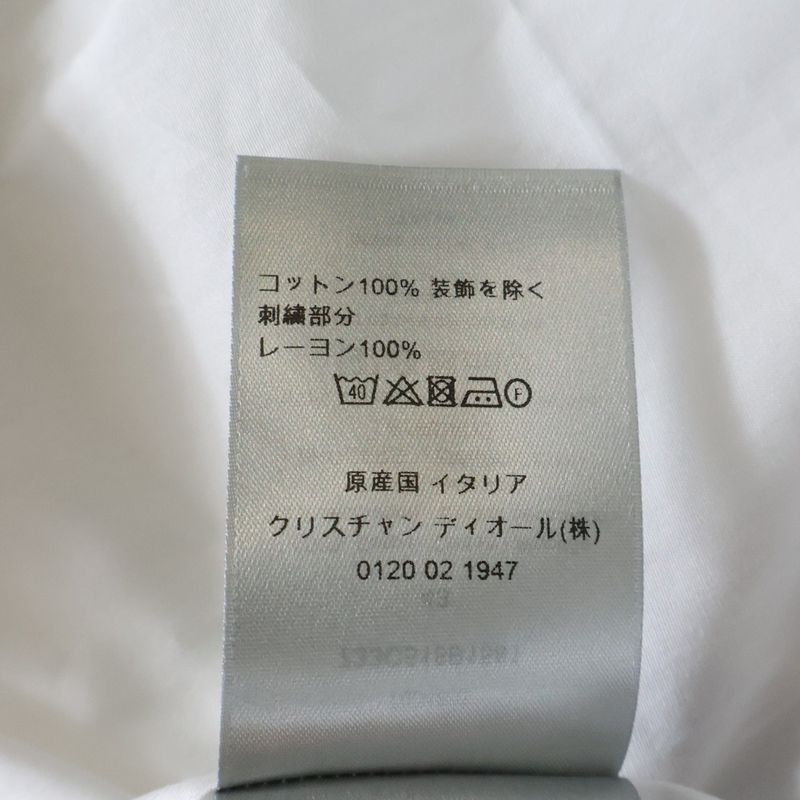 コットン100% 装飾を除く
刺繍部分
レーヨン100%
40 F
原産国 イタリア
クリスチャン ディオール(株)
0120 02 1947